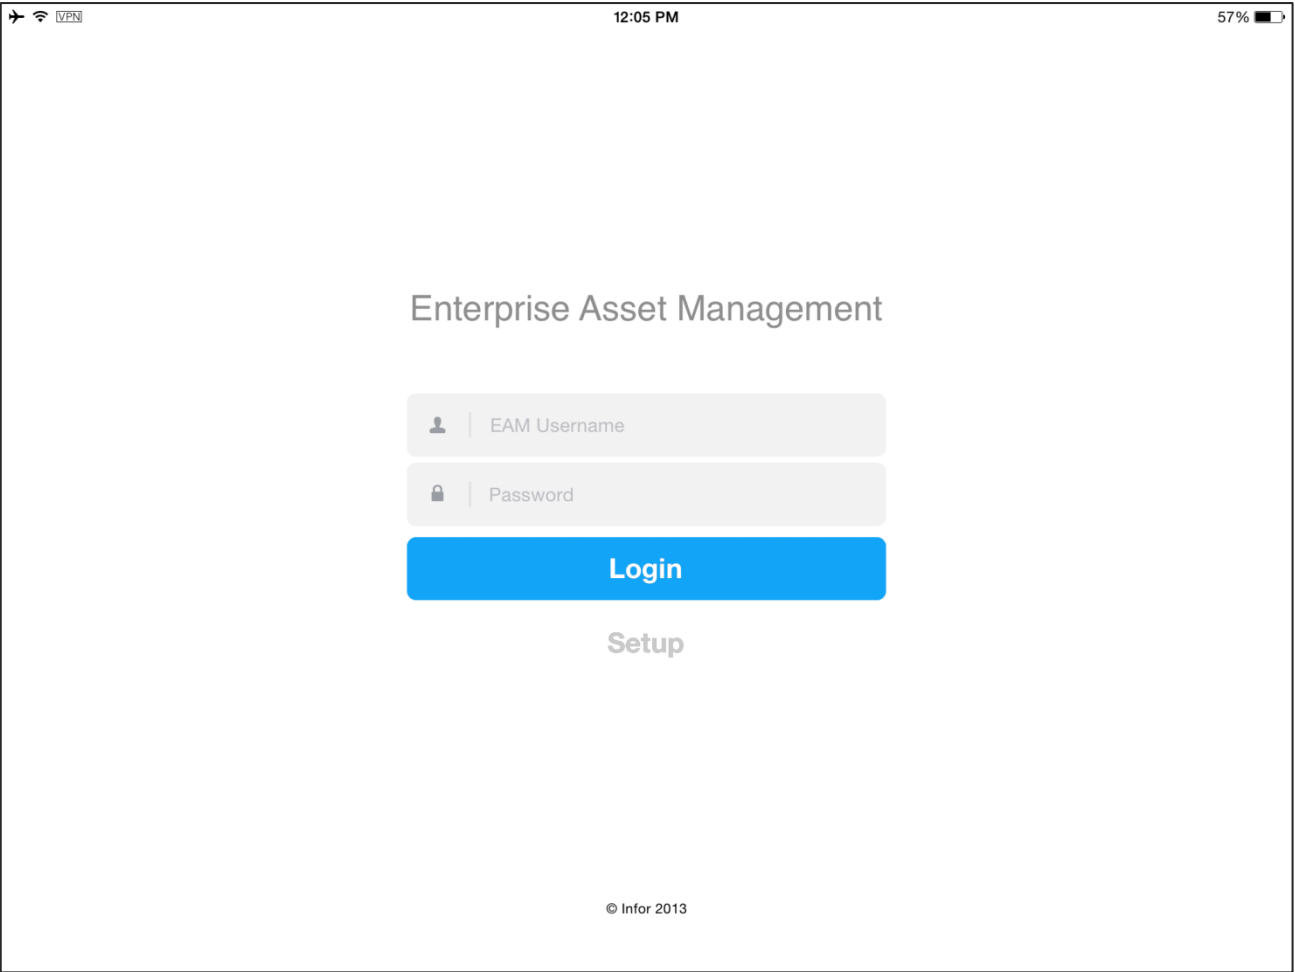 VPN 12:05 PM 57%
Enterprise Asset Management
EAM Username
Password
Login
Setup
© Infor 2013